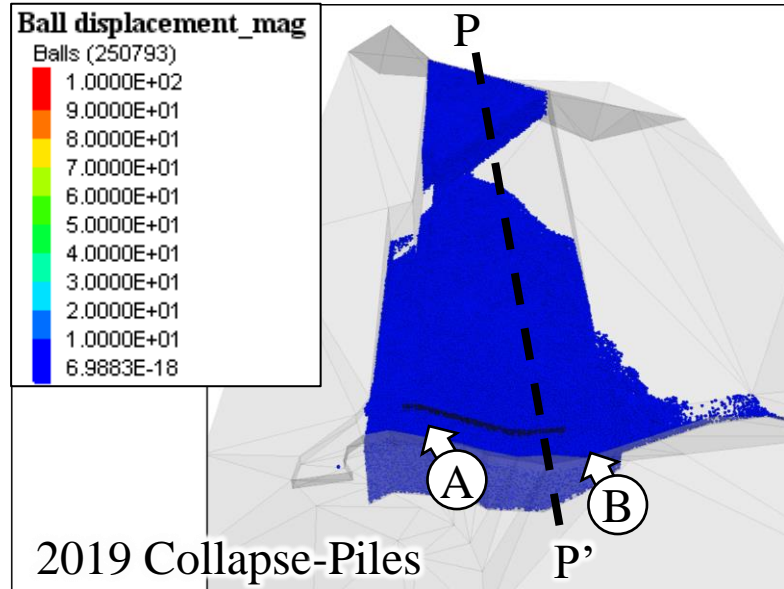 Ball displacement_mag
Balls (250793)
1.0000E+02
9.0000E+01
8.0000E+01
7.0000E+01
6.0000E+01
5.0000E+01
4.0000E+01
3.0000E+01
2.0000E+01
1.0000E+01
6.9883E-18
P
A
B
2019 Collapse-Piles
P’